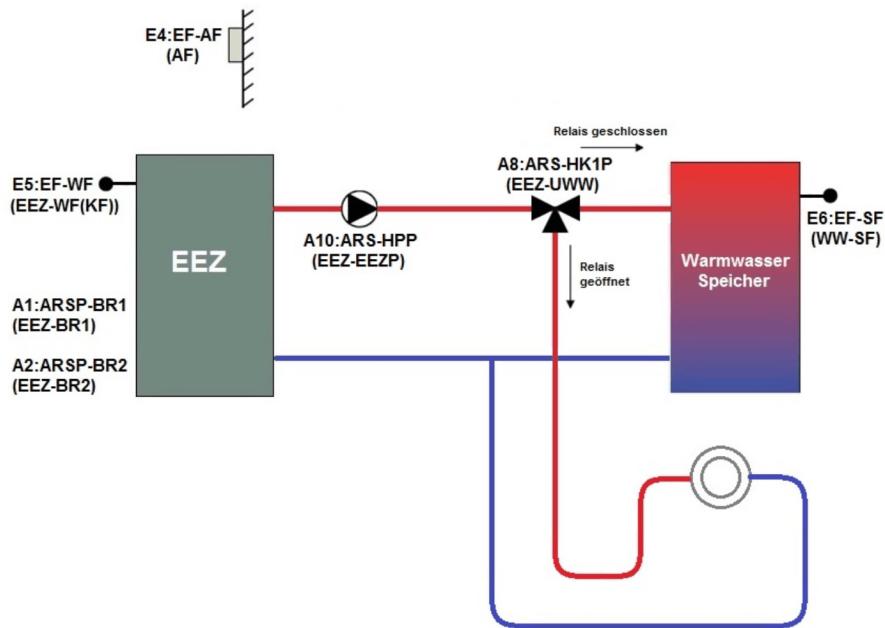 E4:EF-AF
(AF)
Relais geschlossen
A8:ARS-HK1P
(EEZ-UWW)
E5:EF-WF
(EEZ-WF(KF))
E6:EF-SF
(WW-SF)
A10:ARS-HPP
(EEZ-EEZP)
EEZ
Warmwasser
Speicher
Relais
geöffnet
A1:ARSP-BR1
(EEZ-BR1)
A2:ARSP-BR2
(EEZ-BR2)